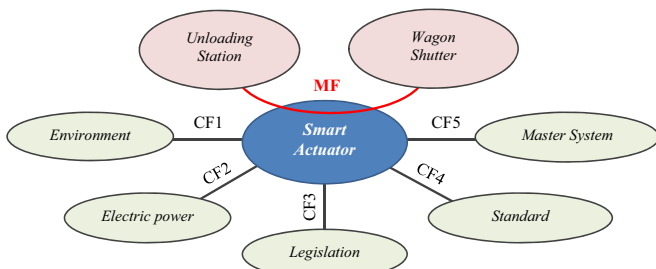 Unloading
Station
Wagon
Shutter
MF
Environment
CF1
Smart
Actuator
CF5
Master System
CF2
CF4
Electric power
CF3
Standard
Legislation